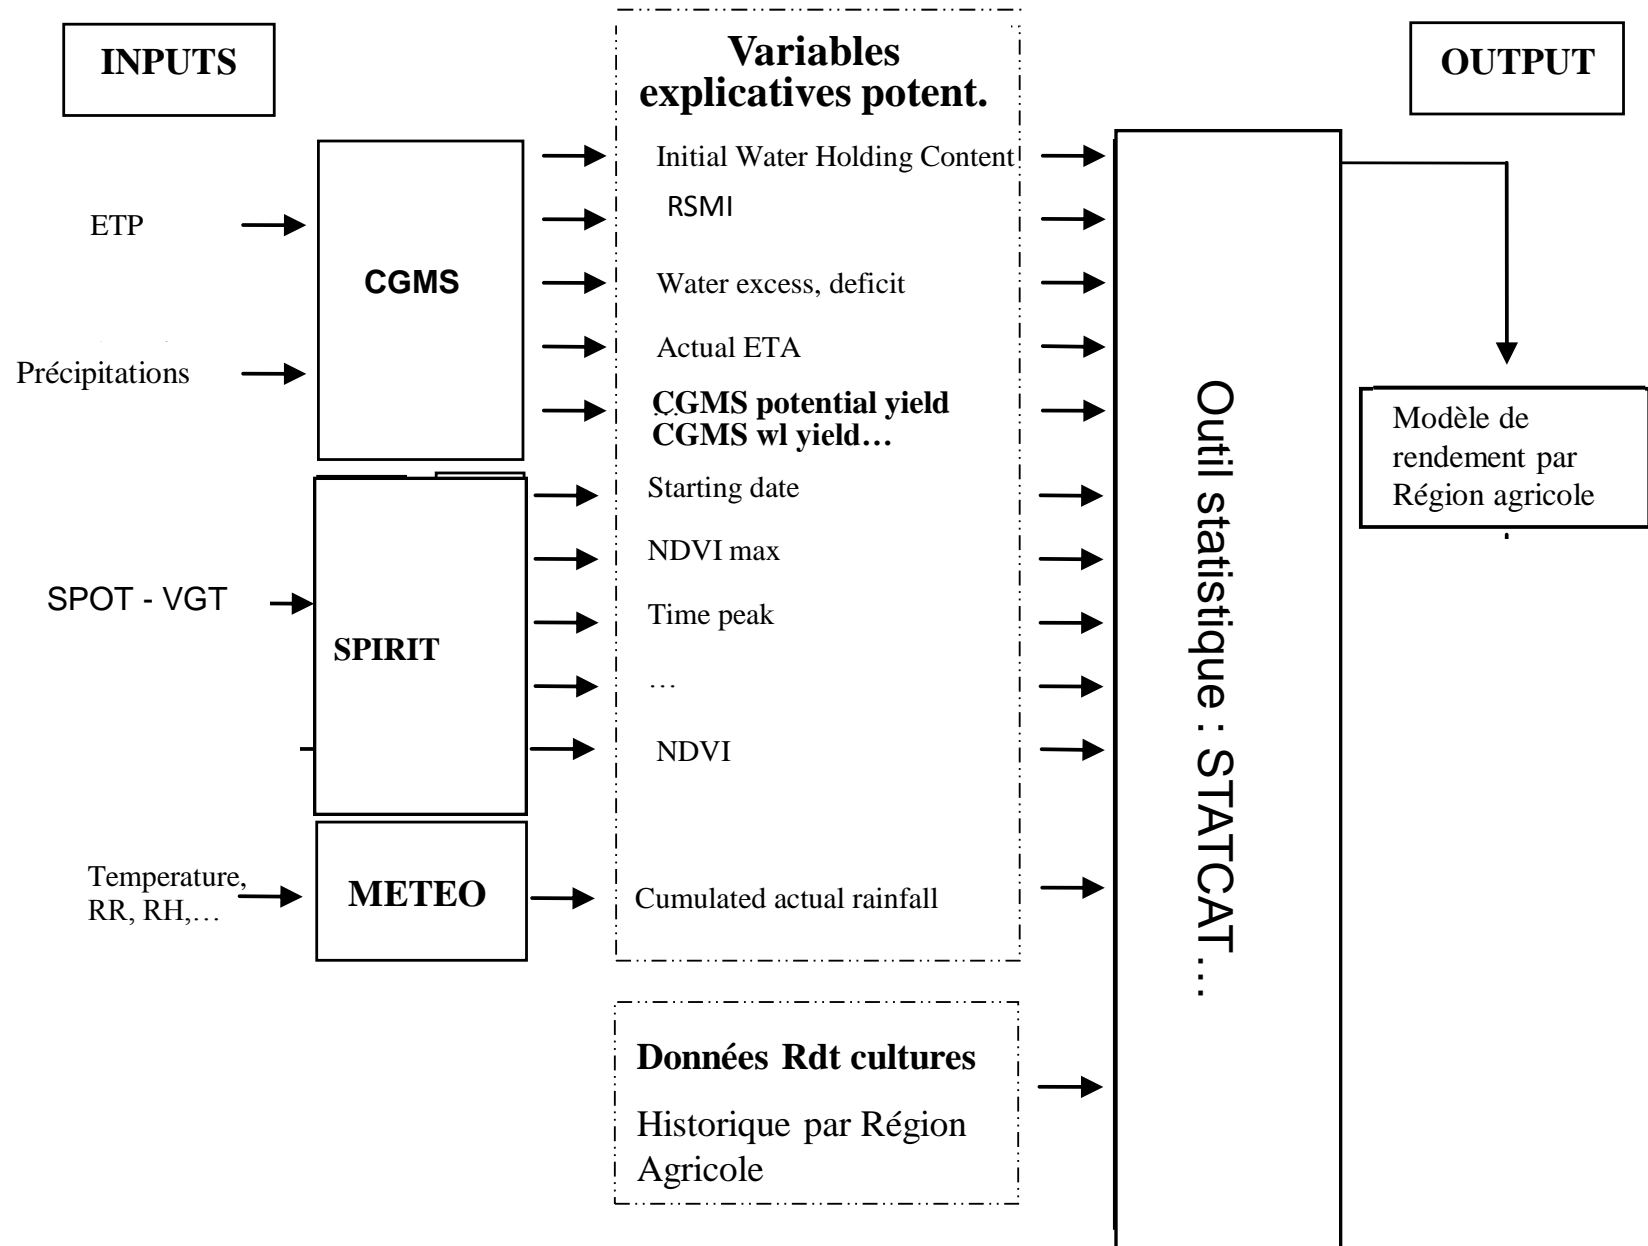 INPUTS
Variables
explicatives potent.
OUTPUT
ETP
Précipitations
CGMS
Initial Water Holding Content
RSMI
Water excess, deficit
Actual ETA
CGMS potential yield
CGMS wl yield…
SPOT - VGT
SPIRIT
Starting date
NDVI max
Time peak
…
NDVI
Temperature,
RR, RH,…
METEO
Cumulated actual rainfall
Données Rdt cultures
Historique par Région
Agricole
Outil statistique : STATCAT…
Modèle de
rendement par
Région agricole